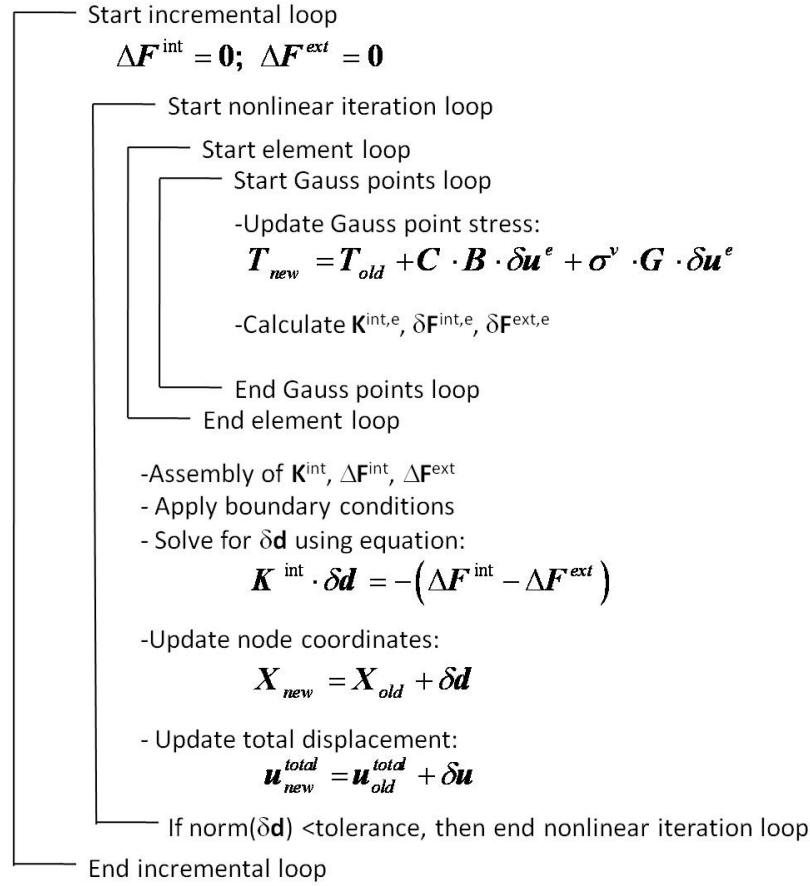 Start incremental loop
ΔF^int = 0; ΔF^ext = 0
Start nonlinear iteration loop
Start element loop
Start Gauss points loop
-Update Gauss point stress:
T_new = T_old + C · B · δu^e + σ^v · G · δu^e
-Calculate K^int,e, δF^int,e, δF^ext,e
End Gauss points loop
End element loop
-Assembly of K^int, ΔF^int, ΔF^ext
- Apply boundary conditions
- Solve for δd using equation:
K^int · δd = -(ΔF^int - ΔF^ext)
-Update node coordinates:
X_new = X_old + δd
- Update total displacement:
u_new^total = u_old^total + δu
If norm(δd) <tolerance, then end nonlinear iteration loop
End incremental loop